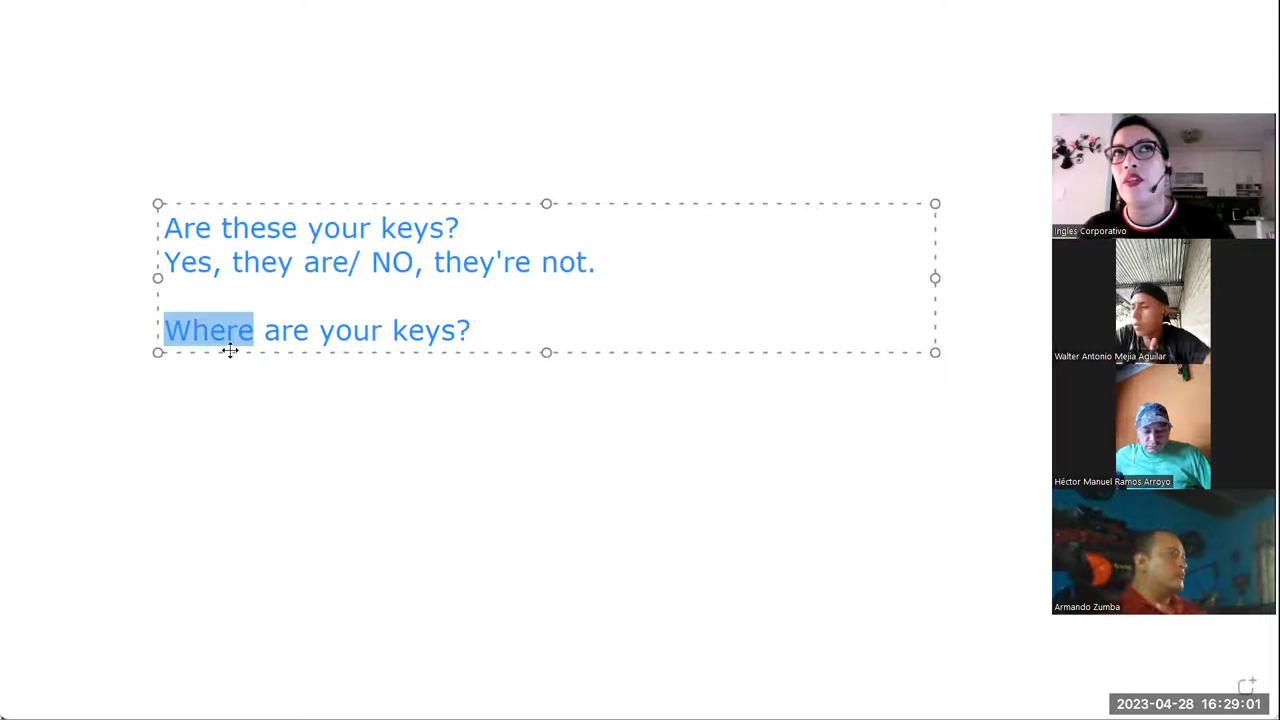 Are these your keys?
Yes, they are/ NO, they're not.
Where are your keys?
Ingles Corporativo
Walter Antonio Mejia Aguilar
Héctor Manuel Ramos Arroyo
Armando Zumba
2023-04-28 16:29:01